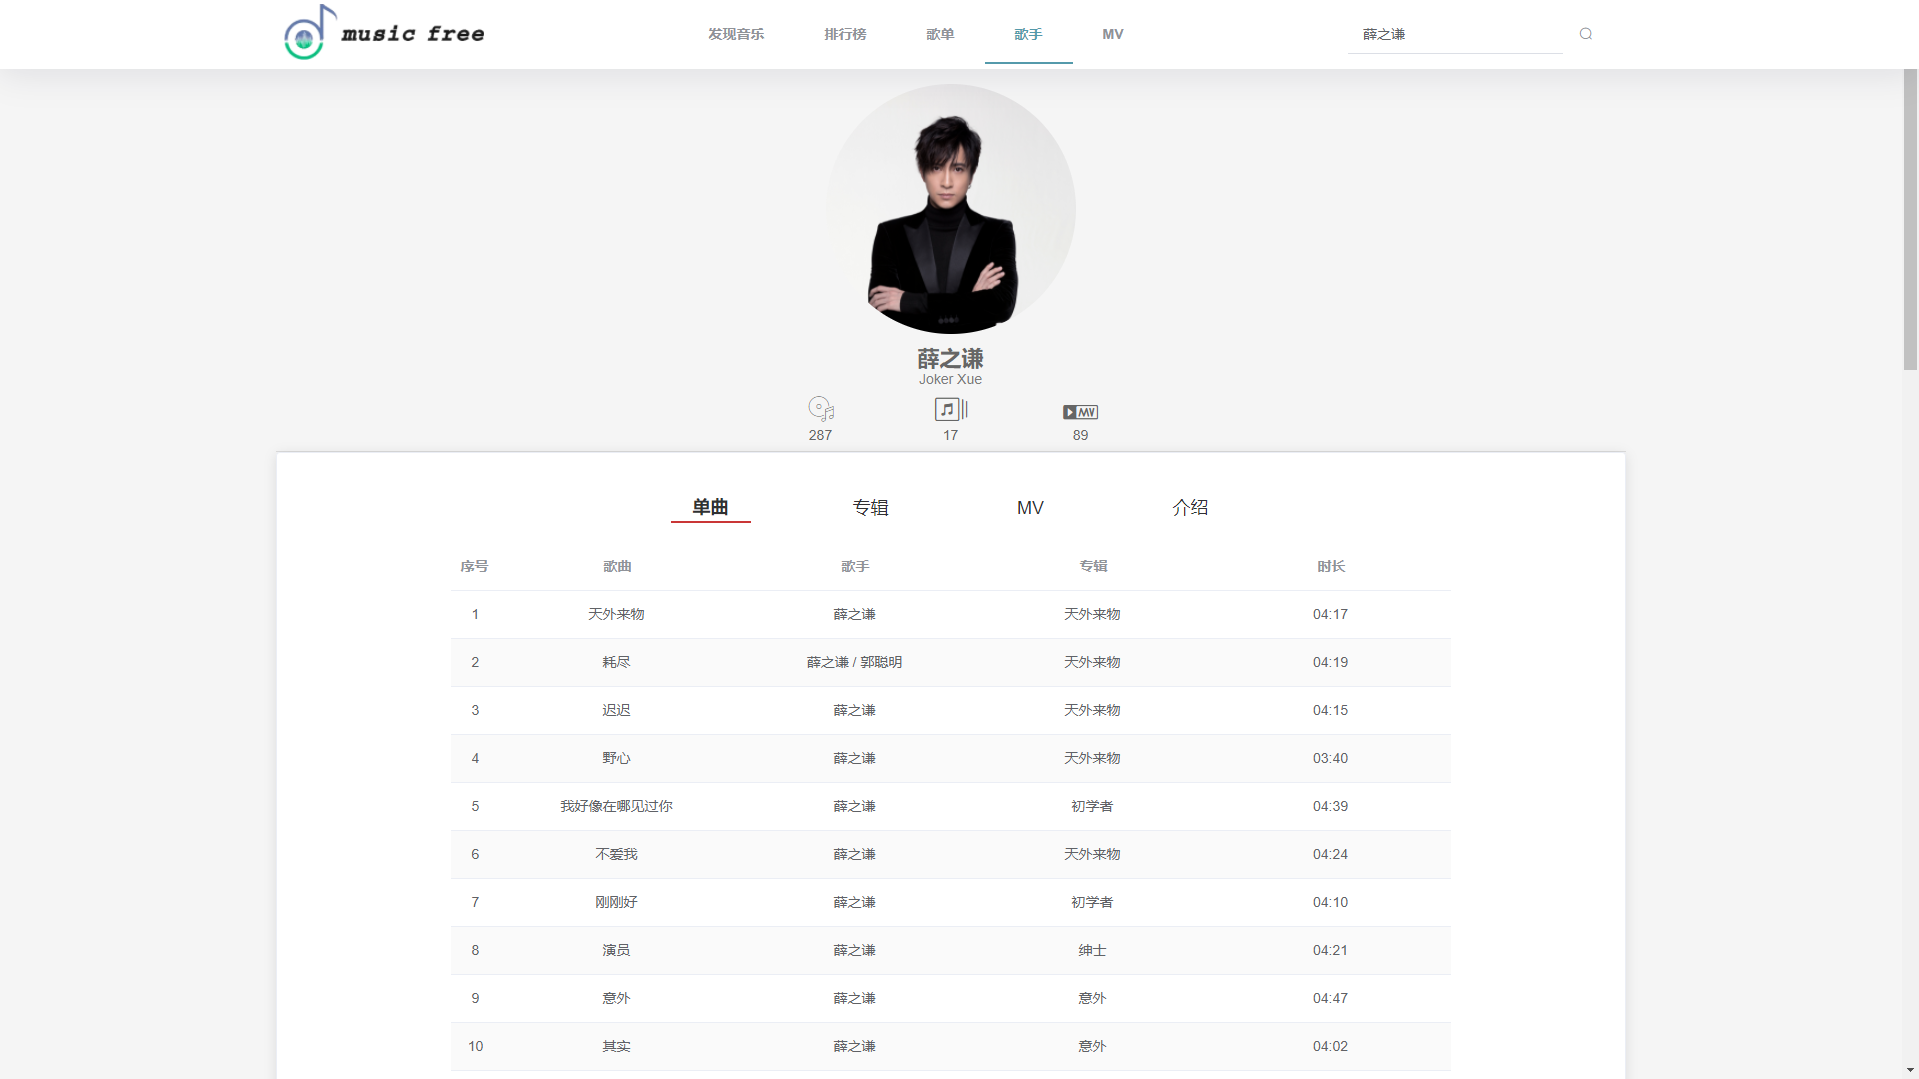 music free 发现音乐 排行榜 歌单 歌手 MV 薛之谦
薛之谦
Joker Xue
MV
287 17 89
单曲 专辑 MV 介绍
序号 歌曲 歌手 专辑 时长
1 天外来物 薛之谦 天外来物 04:17
2 耗尽 薛之谦 / 郭聪明 天外来物 04:19
3 迟迟 薛之谦 天外来物 04:15
4 野心 薛之谦 天外来物 03:40
5 我好像在哪见过你 薛之谦 初学者 04:39
6 不爱我 薛之谦 天外来物 04:24
7 刚刚好 薛之谦 初学者 04:10
8 演员 薛之谦 绅士 04:21
9 意外 薛之谦 意外 04:47
10 其实 薛之谦 意外 04:02